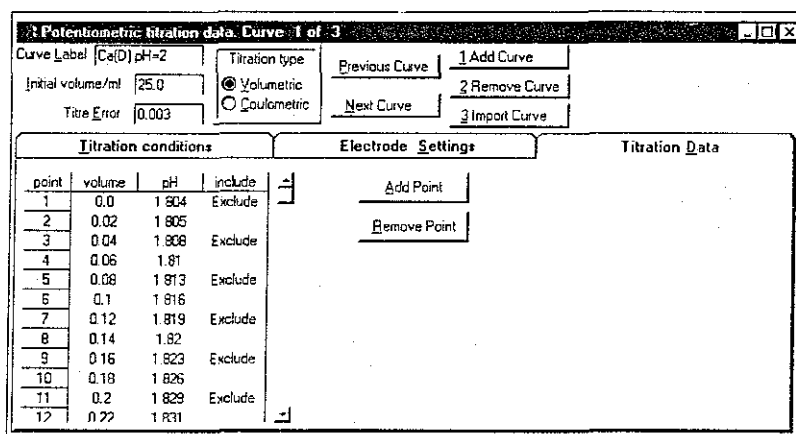 Potentiometric titration data. Curve 1 of 3
Curve Label Ca(D) pH=2
Initial volume/ml 25.0
Titre Error 0.003
Titration type
Volumetric
Coulometric
Previous Curve
Next Curve
1 Add Curve
2 Remove Curve
3 Import Curve
Titration conditions Electrode Settings Titration Data
point volume pH include
1 0.0 1.804 Exclude
2 0.02 1.805
3 0.04 1.808 Exclude
4 0.06 1.81
5 0.08 1.813 Exclude
6 0.1 1.816
7 0.12 1.819 Exclude
8 0.14 1.82
9 0.16 1.823 Exclude
10 0.18 1.826
11 0.2 1.829 Exclude
12 0.22 1.831
Add Point
Remove Point